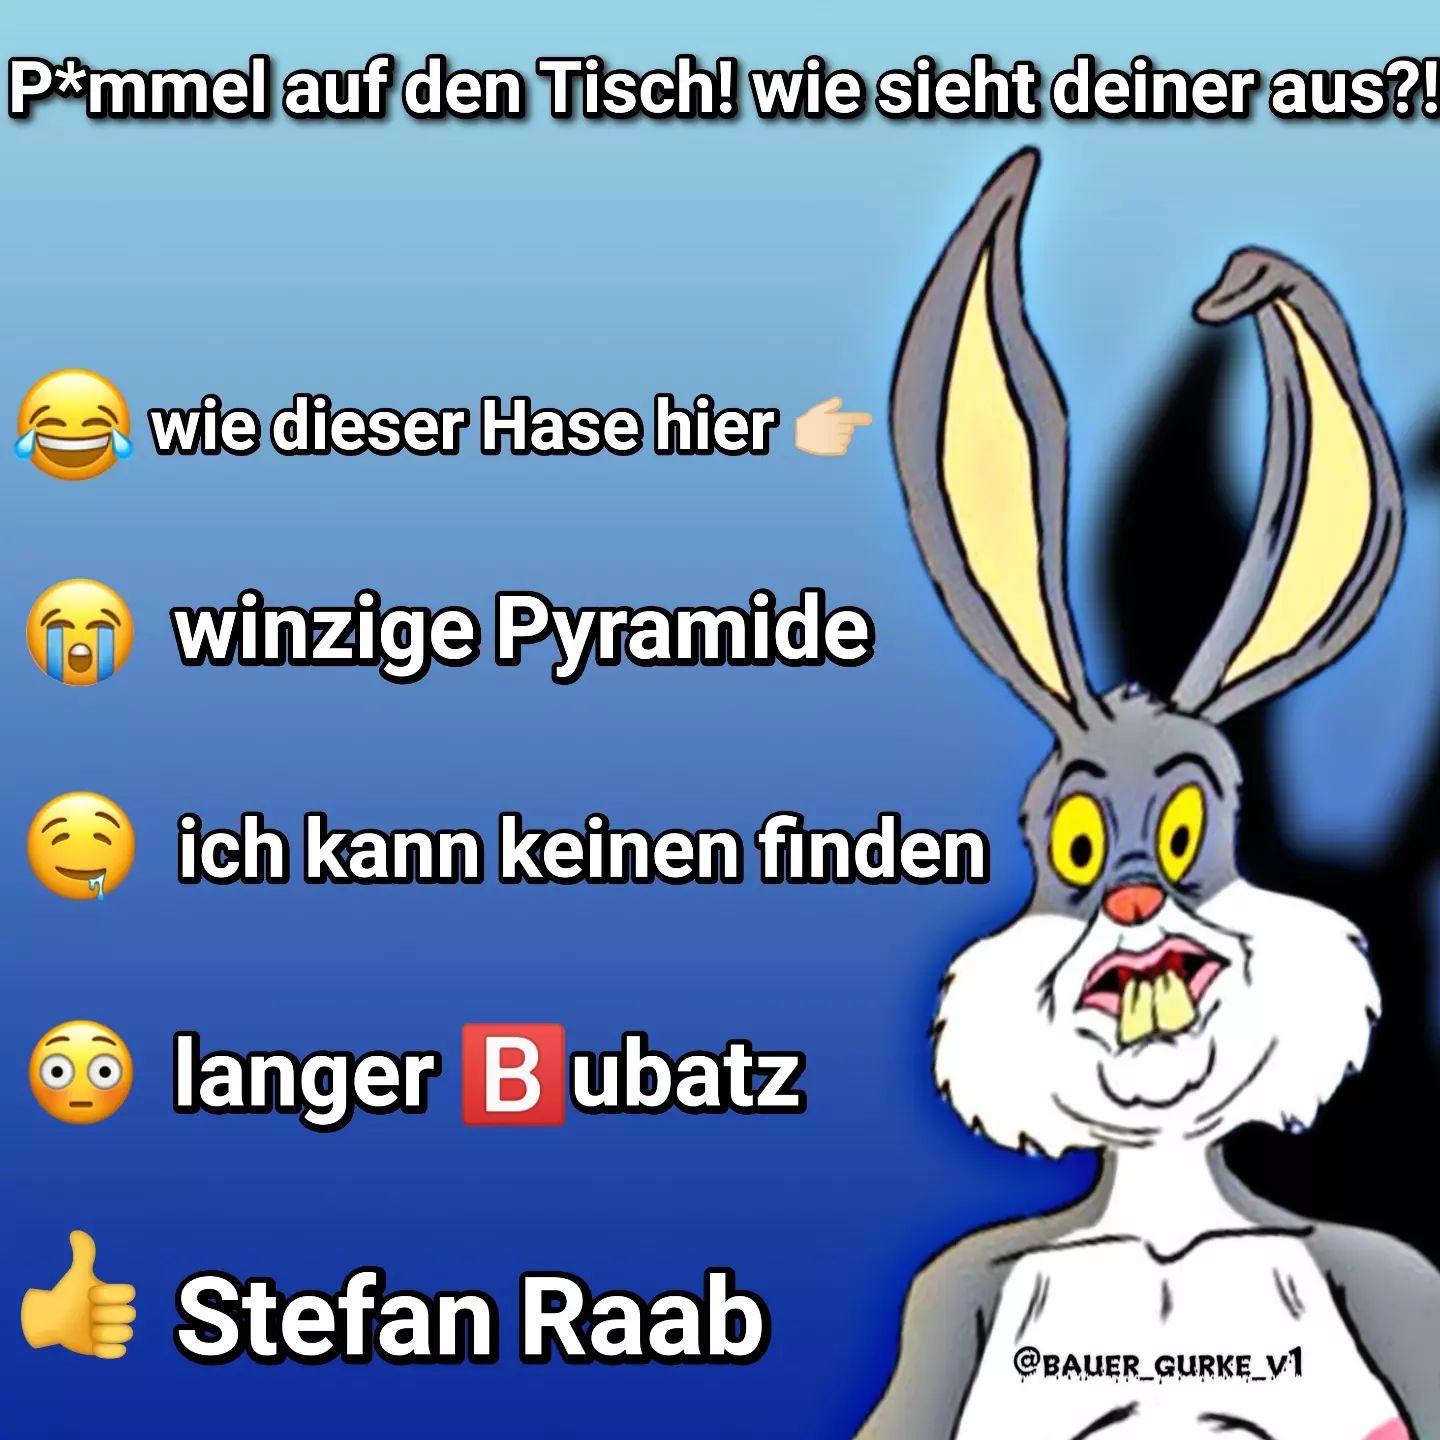 P*mmel auf den Tisch! wie sieht deiner aus?!
😂 wie dieser Hase hier 👉🏻
😭 winzige Pyramide
🤤 ich kann keinen finden
😳 langer 🅱️ubatz
👍 Stefan Raab
@BAUER_GURKE_V1